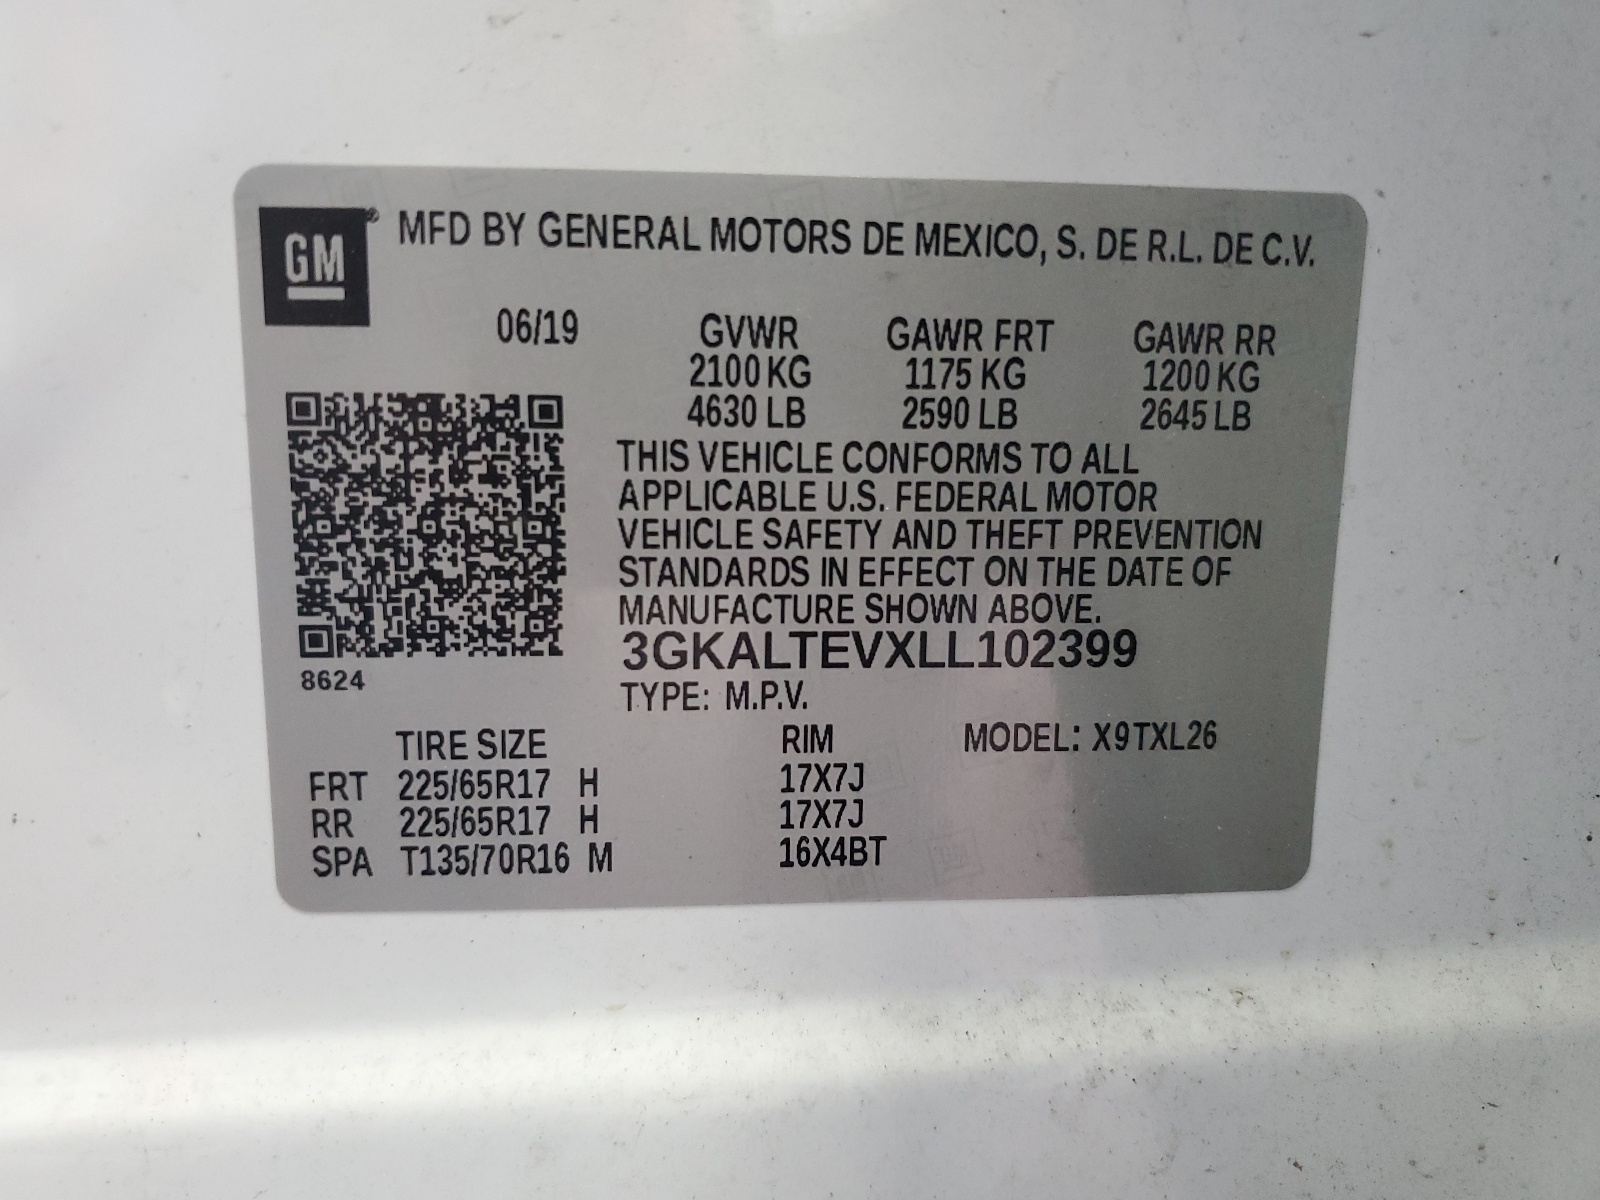 GM® MFD BY GENERAL MOTORS DE MEXICO, S. DE R.L. DE C.V.
06/19 GVWR GAWR FRT GAWR RR
2100 KG 1175 KG 1200 KG
4630 LB 2590 LB 2645 LB
THIS VEHICLE CONFORMS TO ALL
APPLICABLE U.S. FEDERAL MOTOR
VEHICLE SAFETY AND THEFT PREVENTION
STANDARDS IN EFFECT ON THE DATE OF
MANUFACTURE SHOWN ABOVE.
3GKALTEVXLL102399
8624
TYPE: M.P.V.
TIRE SIZE RIM MODEL: X9TXL26
FRT 225/65R17 H 17X7J
RR 225/65R17 H 17X7J
SPA T135/70R16 M 16X4BT